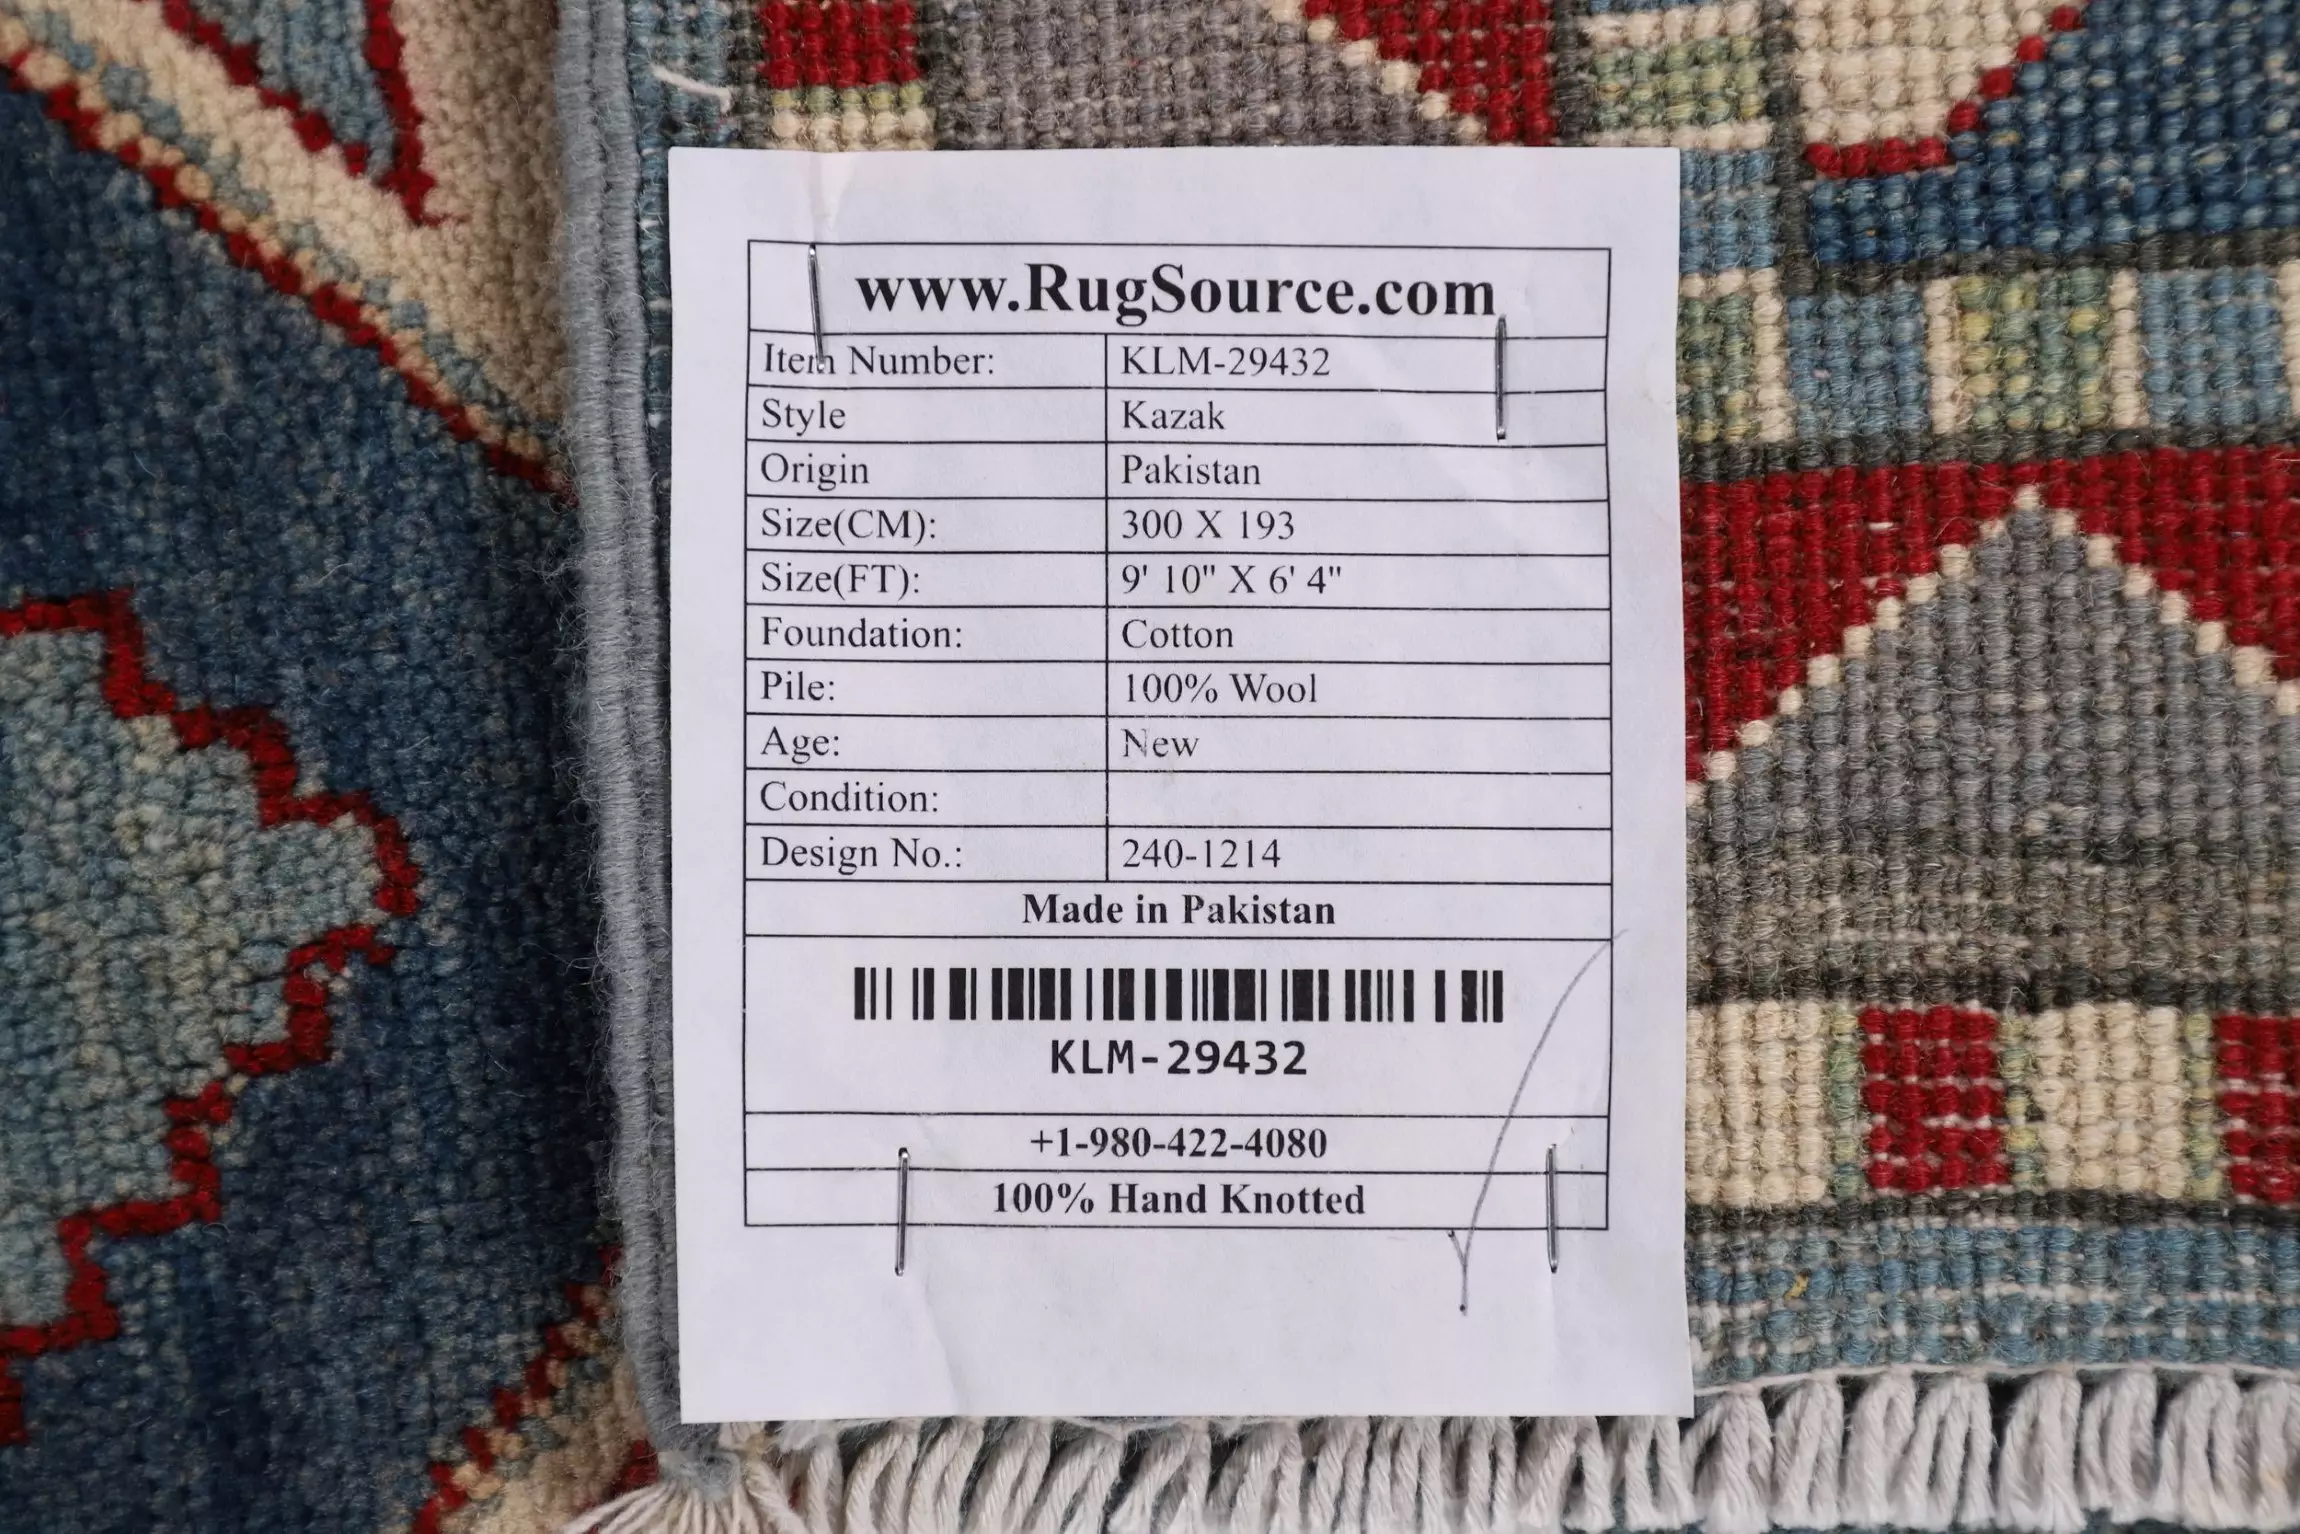 www.RugSource.com
Item Number: KLM-29432
Style Kazak
Origin Pakistan
Size(CM): 300 X 193
Size(FT): 9' 10" X 6' 4"
Foundation: Cotton
Pile: 100% Wool
Age: New
Condition:
Design No.: 240-1214
Made in Pakistan
KLM-29432
+1-980-422-4080
100% Hand Knotted